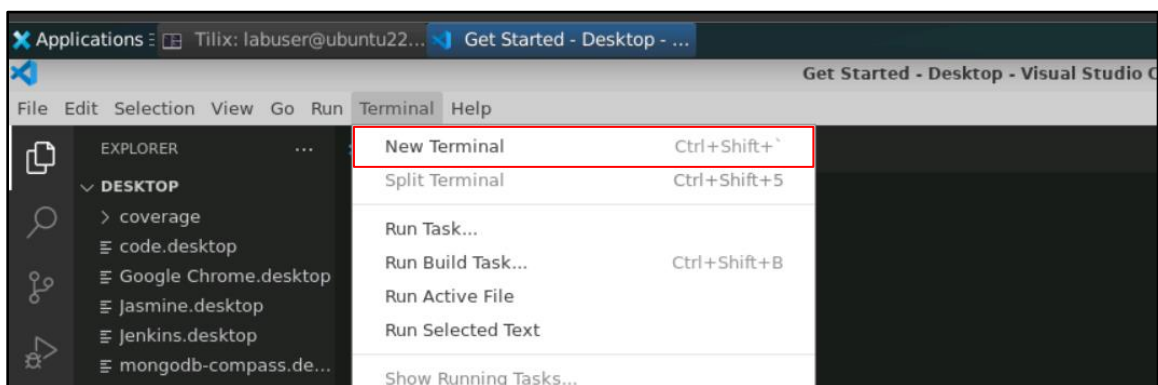 Applications Tilix: labuser@ubuntu22... Get Started - Desktop - ...
Get Started - Desktop - Visual Studio
File Edit Selection View Go Run Terminal Help
EXPLORER ...
DESKTOP
coverage
code.desktop
Google Chrome.desktop
Jasmine.desktop
Jenkins.desktop
mongodb-compass.de...
New Terminal Ctrl+Shift+`
Split Terminal Ctrl+Shift+5
Run Task...
Run Build Task... Ctrl+Shift+B
Run Active File
Run Selected Text
Show Running Tasks...